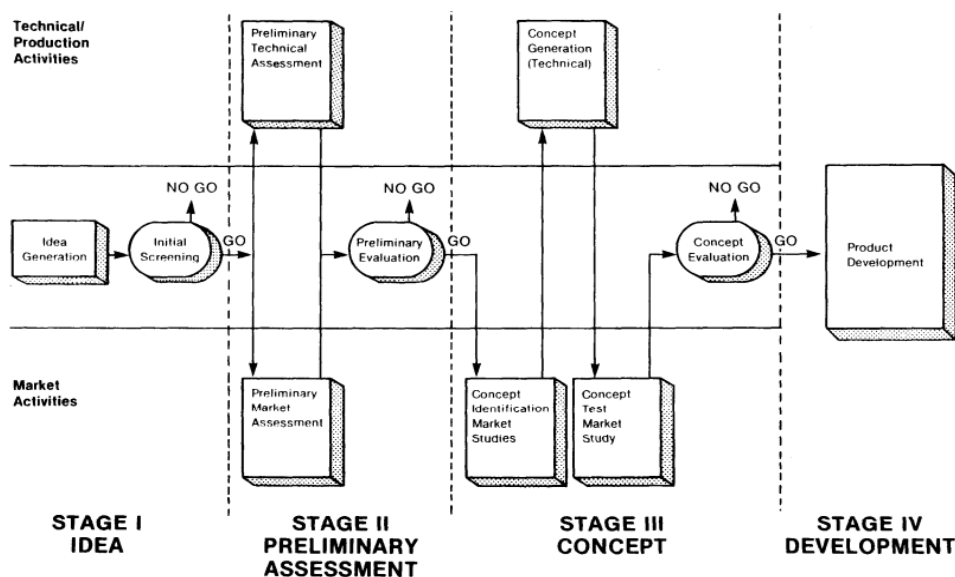 Technical/
Production
Activities
Preliminary
Technical
Assessment
Concept
Generation
(Technical)
NO GO
NO GO
NO GO
Idea
Generation
Initial
Screening
GO
Preliminary
Evaluation
GO
Concept
Evaluation
GO
Product
Development
Market
Activities
Preliminary
Market
Assessment
Concept
Identification
Market
Studies
Concept
Test
Market
Study
STAGE I
IDEA
STAGE II
PRELIMINARY
ASSESSMENT
STAGE III
CONCEPT
STAGE IV
DEVELOPMENT